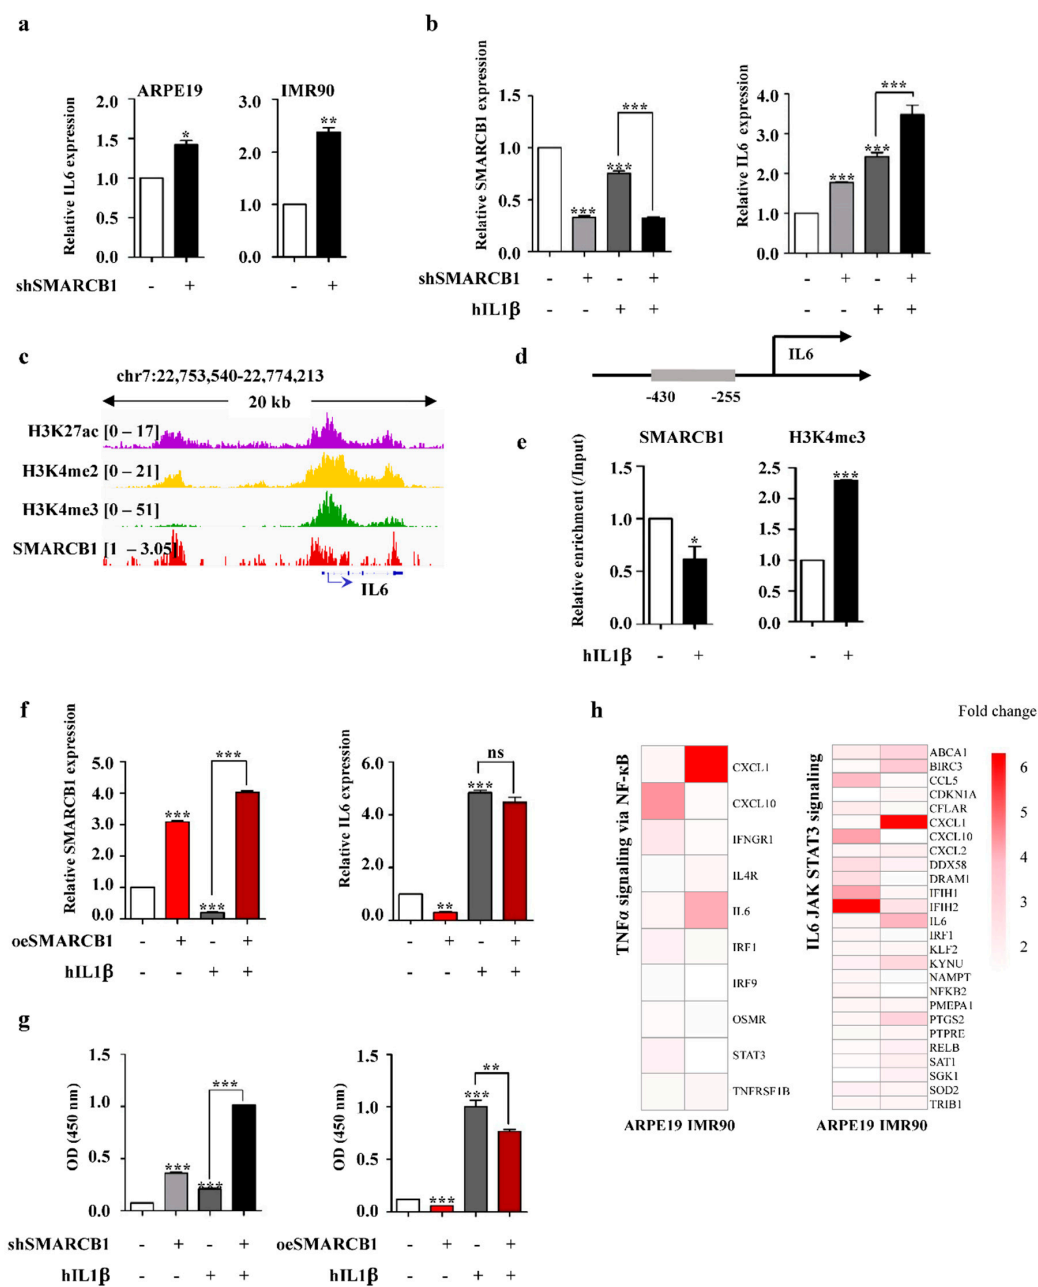 a
ARPE19
IMR90
Relative IL6 expression
2.0
1.5
1.0
0.5
0.0
*
3.0
2.0
1.0
0.0
**
shSMARCB1
- +
- +
b
Relative SMARCB1 expression
1.5
1.0
0.5
0.0
***
***
***
Relative IL6 expression
4.0
3.0
2.0
1.0
0.0
***
***
***
shSMARCB1
- + - +
- + - +
hIL1β
- - + +
- - + +
c
chr7:22,753,540-22,774,213
20 kb
H3K27ac [0 – 17]
H3K4me2 [0 – 21]
H3K4me3 [0 – 51]
SMARCB1 [1 – 3.05]
IL6
d
IL6
-430
-255
e
SMARCB1
H3K4me3
Relative enrichment (/Input)
1.5
1.0
0.5
0.0
*
2.5
2.0
1.5
1.0
0.5
0.0
***
hIL1β
- +
- +
f
Relative SMARCB1 expression
5.0
4.0
3.0
2.0
1.0
0.0
***
***
***
Relative IL6 expression
6.0
4.0
2.0
0.0
**
***
ns
oeSMARCB1
- + - +
- + - +
hIL1β
- - + +
- - + +
g
OD (450 nm)
1.5
1.0
0.5
0.0
***
***
***
OD (450 nm)
1.5
1.0
0.5
0.0
***
***
**
shSMARCB1
- + - +
oeSMARCB1
- + - +
hIL1β
- - + +
hIL1β
- - + +
h
Fold change
TNFα signaling via NF-κB
CXCL1
CXCL10
IFNGR1
IL4R
IL6
IRF1
IRF9
OSMR
STAT3
TNFRSF1B
ARPE19 IMR90
IL6 JAK STAT3 signaling
ABCA1
BIRC3
CCL5
CDKN1A
CFLAR
CXCL1
CXCL10
CXCL2
DDX58
DRAM1
IFIH1
IFIH2
IL6
IRF1
KLF2
KYNU
NAMPT
NFKB2
PMEPA1
PTGS2
PTPRE
RELB
SAT1
SGK1
SOD2
TRIB1
ARPE19 IMR90
6
5
4
3
2